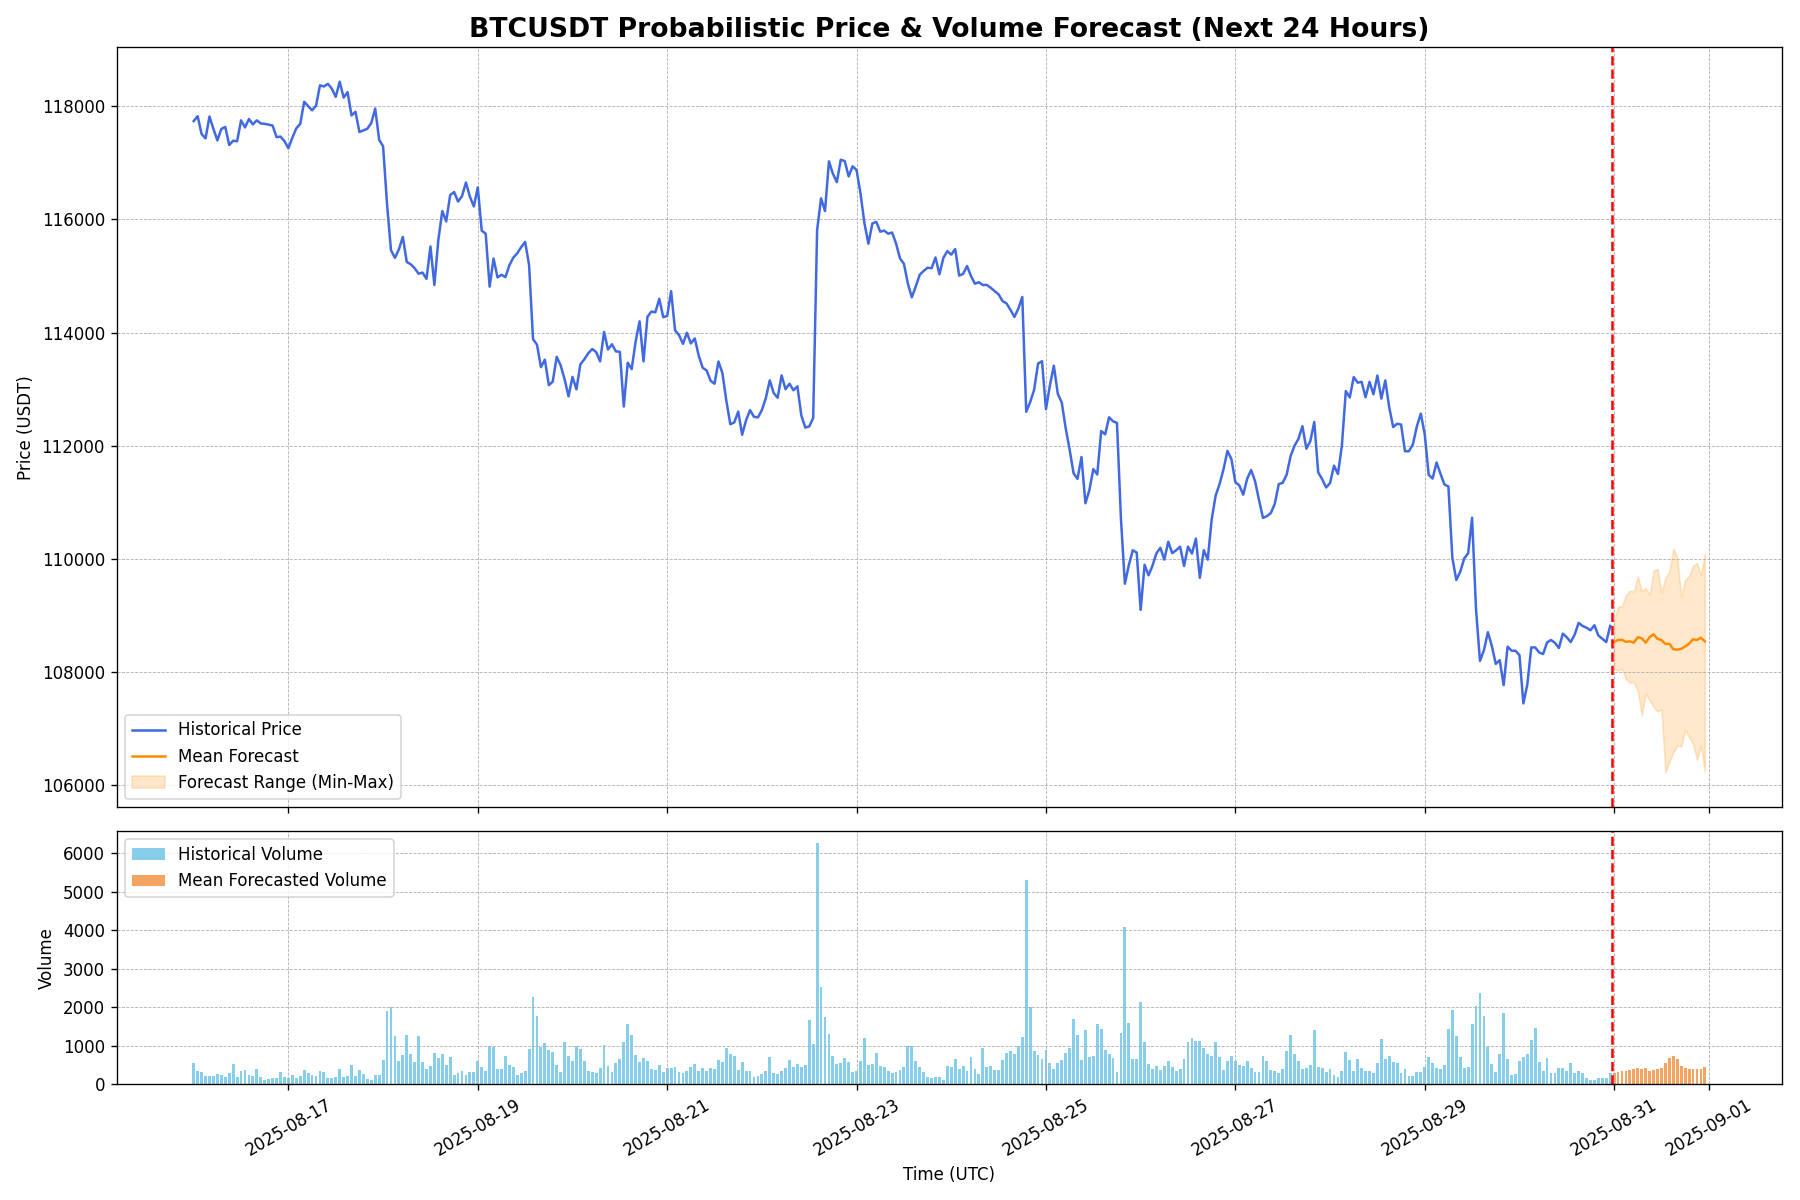 BTCUSDT Probabilistic Price & Volume Forecast (Next 24 Hours)
Price (USDT)
118000
116000
114000
112000
110000
108000
106000
Historical Price
Mean Forecast
Forecast Range (Min-Max)
Volume
6000
5000
4000
3000
2000
1000
0
Historical Volume
Mean Forecasted Volume
2025-08-17
2025-08-19
2025-08-21
2025-08-23
2025-08-25
2025-08-27
2025-08-29
2025-08-31
2025-09-01
Time (UTC)